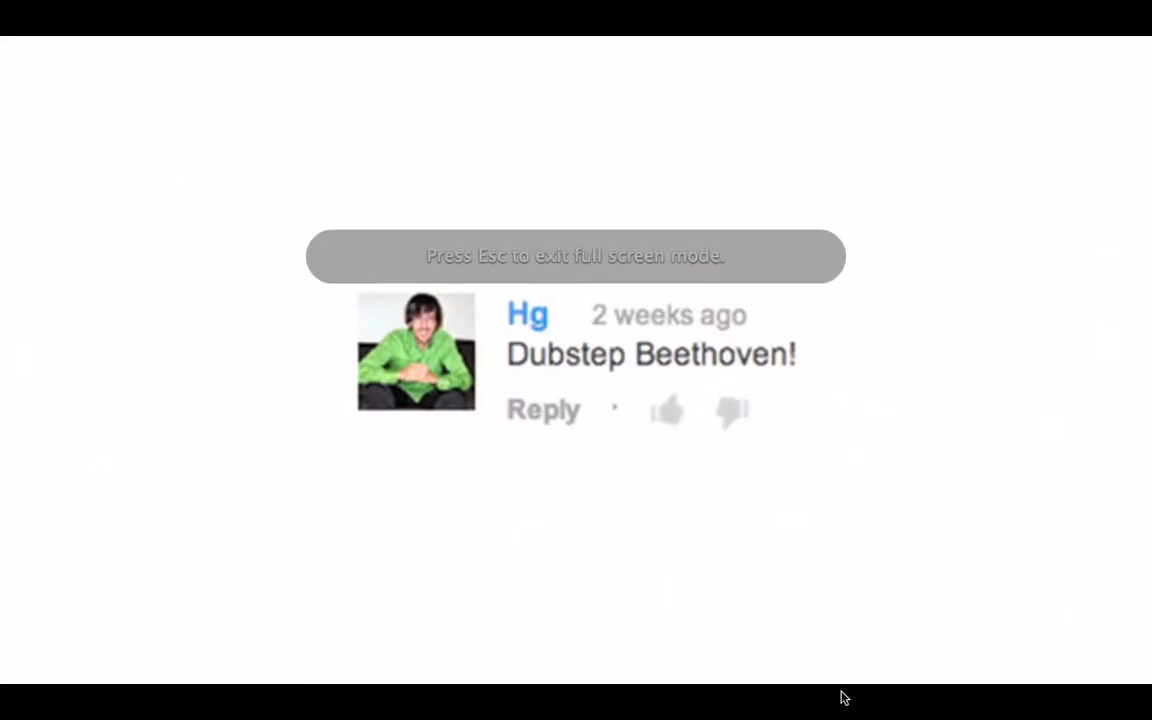 Press Esc to exit full screen mode.
Hg 2 weeks ago
Dubstep Beethoven!
Reply ·